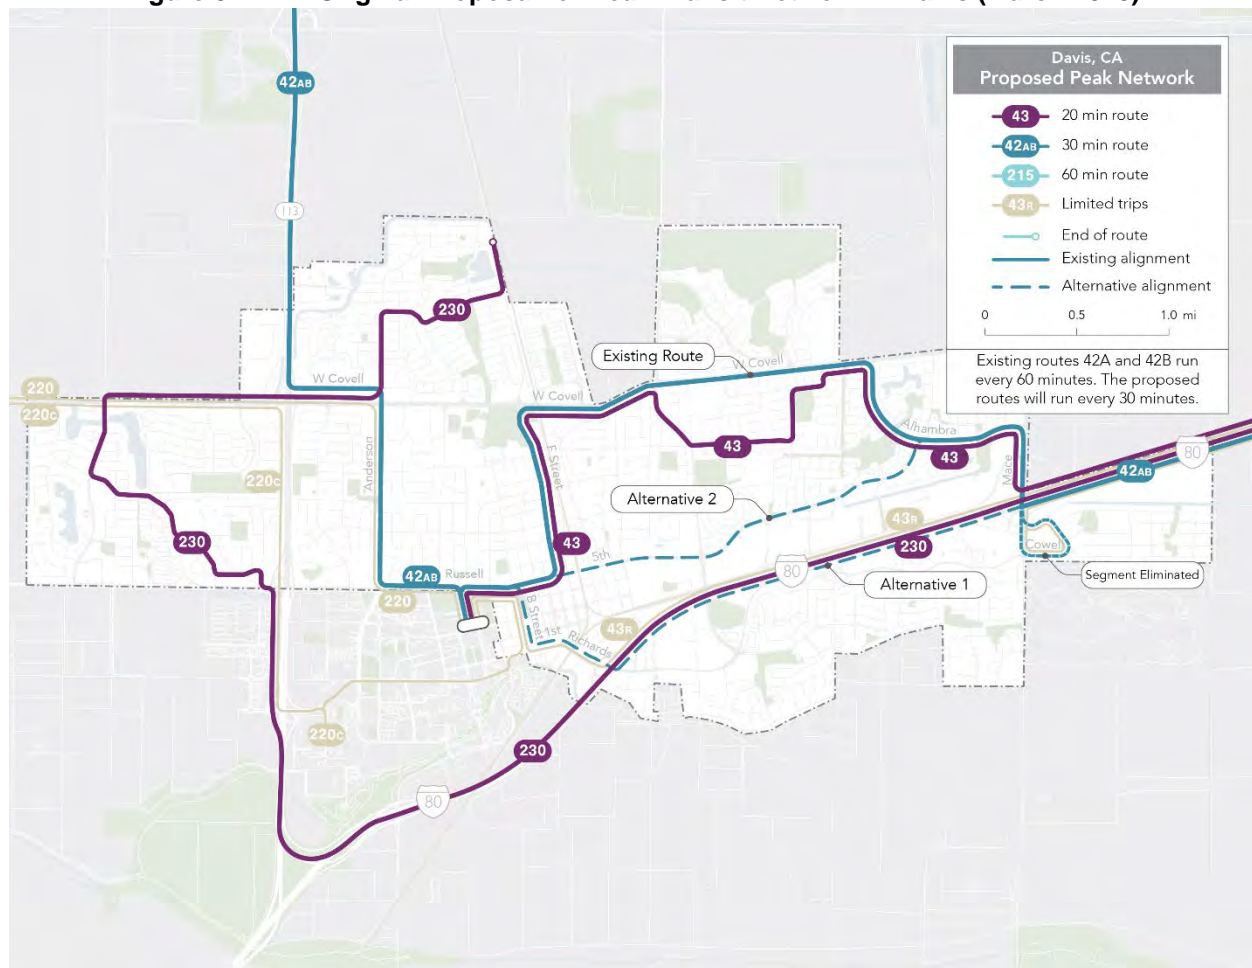 42AB
Davis, CA
Proposed Peak Network
43 20 min route
42AB 30 min route
215 60 min route
43R Limited trips
End of route
Existing alignment
Alternative alignment
0 0.5 1.0 mi
Existing routes 42A and 42B run
every 60 minutes. The proposed
routes will run every 30 minutes.
113
230
Existing Route
W Covell
W Covell
W Covell
220
220C
43
Alhambra
43
Mace
80
42AB
Anderson
220C
F Street
Alternative 2
43R
230
43
5th
80
Alternative 1
Cowell
Segment Eliminated
230
42AB
Russell
220
B Street
1st
Richards
43R
220C
230
80